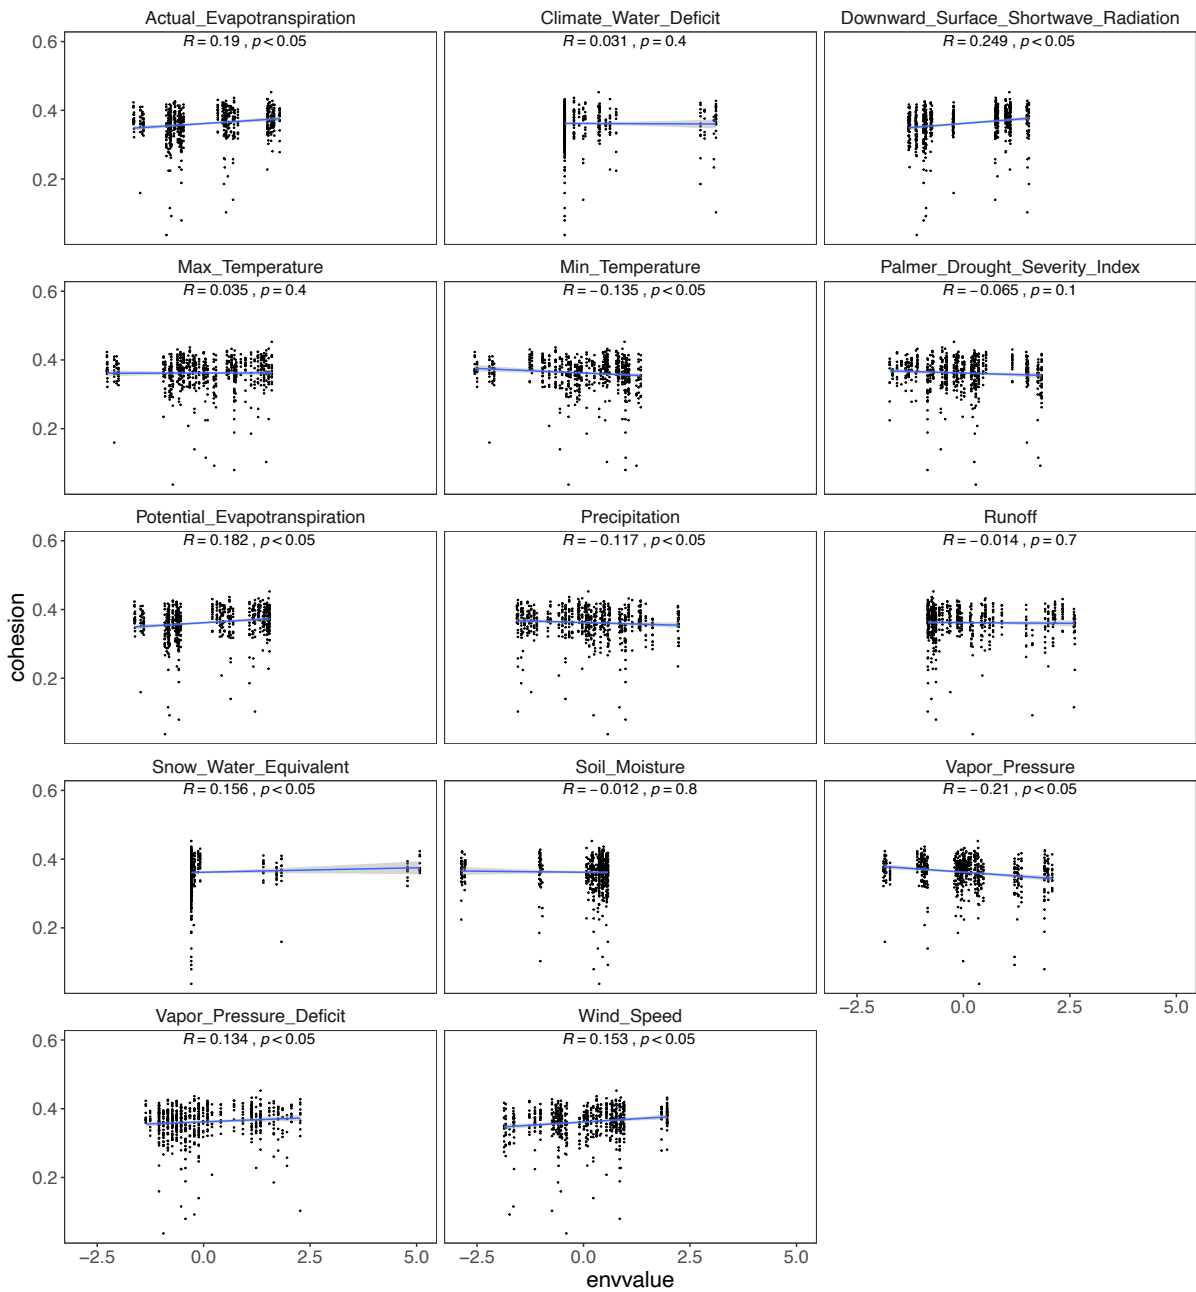 Actual_Evapotranspiration Climate_Water_Deficit Downward_Surface_Shortwave_Radiation
R = 0.19 , p < 0.05 R = 0.031 , p = 0.4 R = 0.249 , p < 0.05
0.6
0.4
0.2
Max_Temperature Min_Temperature Palmer_Drought_Severity_Index
R = 0.035 , p = 0.4 R = −0.135 , p < 0.05 R = −0.065 , p = 0.1
0.6
0.4
0.2
Potential_Evapotranspiration Precipitation Runoff
R = 0.182 , p < 0.05 R = −0.117 , p < 0.05 R = −0.014 , p = 0.7
0.6
0.4
0.2
cohesion
Snow_Water_Equivalent Soil_Moisture Vapor_Pressure
R = 0.156 , p < 0.05 R = −0.012 , p = 0.8 R = −0.21 , p < 0.05
0.6
0.4
0.2
−2.5 0.0 2.5 5.0
Vapor_Pressure_Deficit Wind_Speed
R = 0.134 , p < 0.05 R = 0.153 , p < 0.05
0.6
0.4
0.2
−2.5 0.0 2.5 5.0 −2.5 0.0 2.5 5.0
envvalue